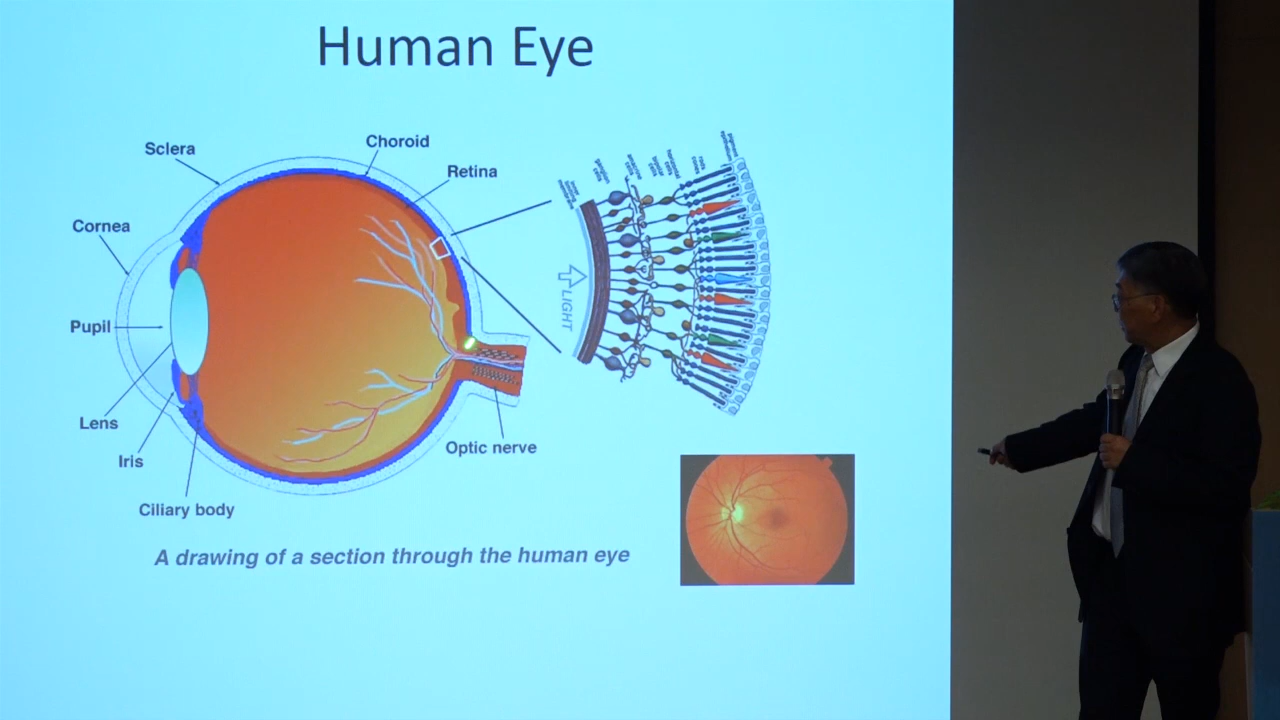 Human Eye
Sclera
Choroid
Retina
Cornea
Pupil
LIGHT
Lens
Iris
Optic nerve
Ciliary body
A drawing of a section through the human eye